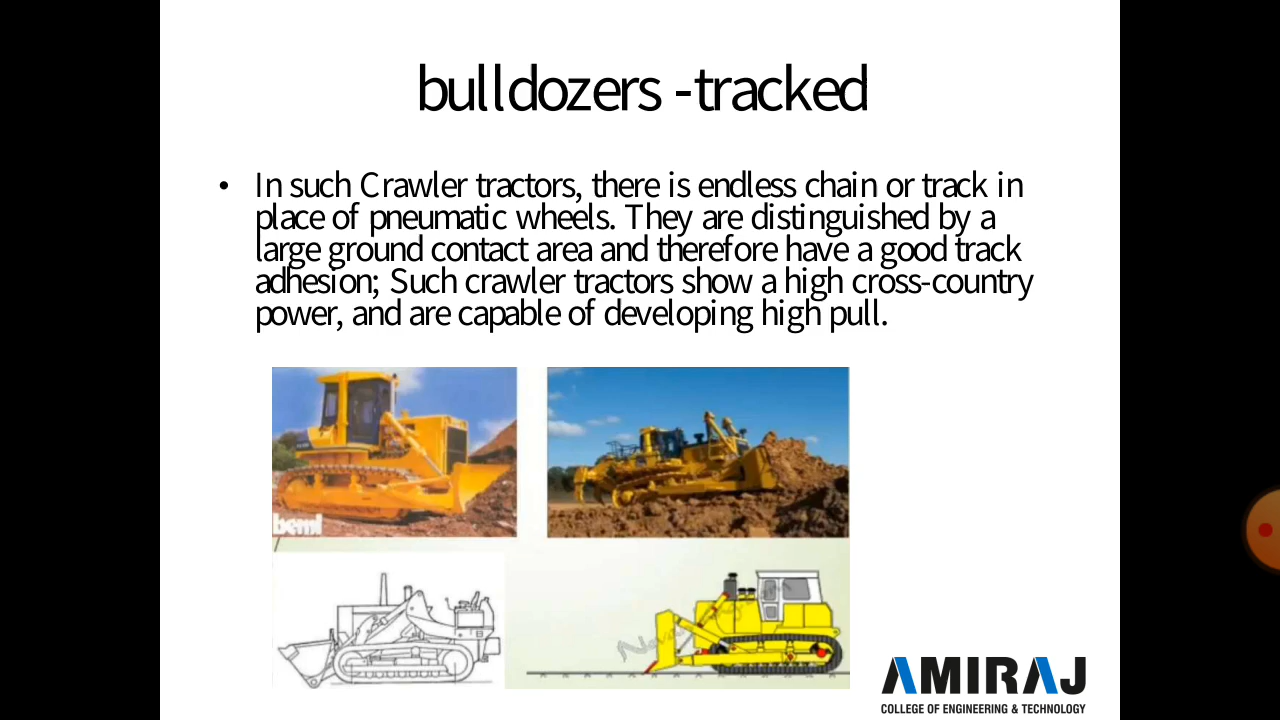 bulldozers -tracked
• In such Crawler tractors, there is endless chain or track in
place of pneumatic wheels. They are distinguished by a
large ground contact area and therefore have a good track
adhesion; Such crawler tractors show a high cross-country
power, and are capable of developing high pull.
beml
AMIRAJ
COLLEGE OF ENGINEERING & TECHNOLOGY